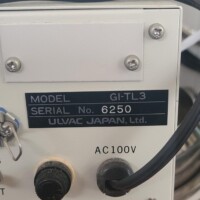 MODEL GI-TL3
SERIAL No. 6250
ULVAC JAPAN, Ltd.
AC100V